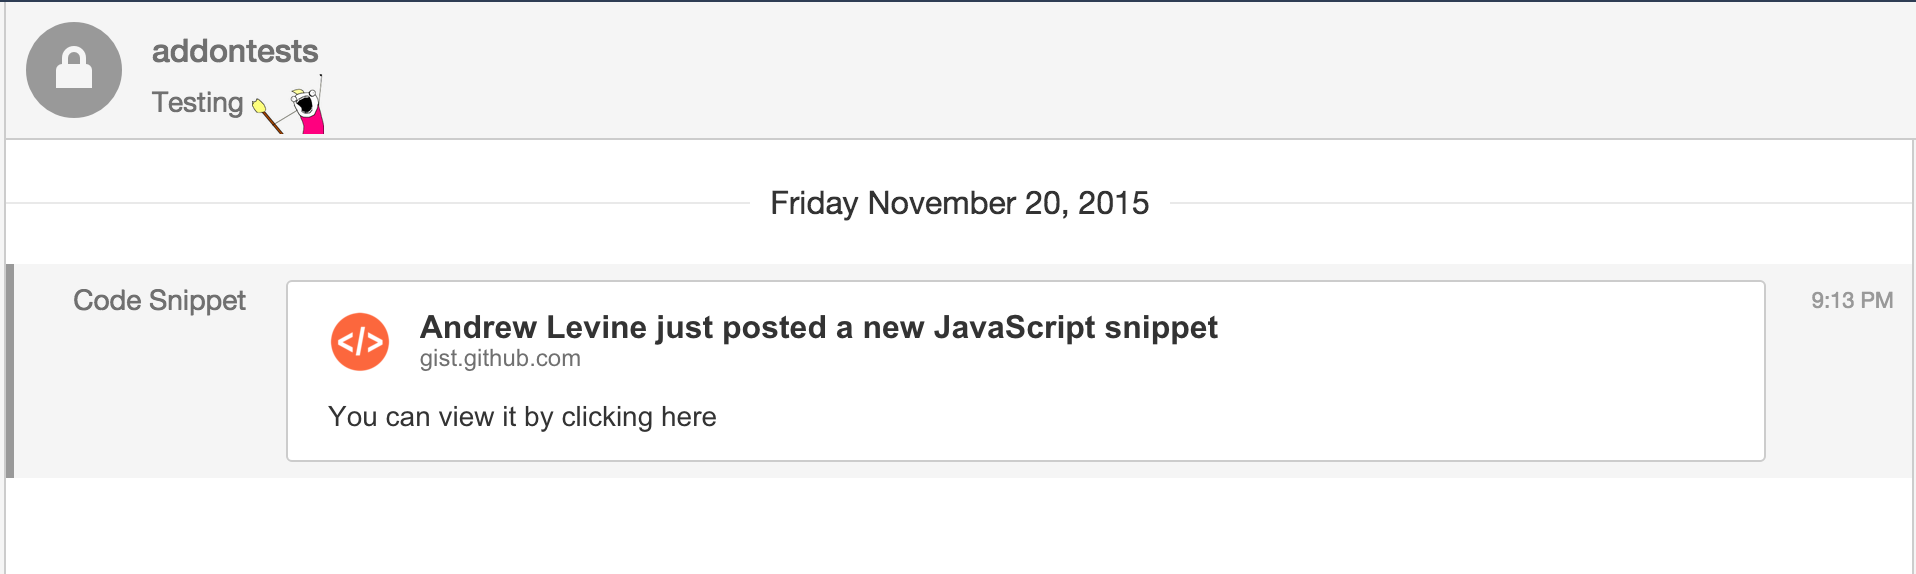 addontests
Testing
Friday November 20, 2015
Code Snippet
</>
Andrew Levine just posted a new JavaScript snippet
9:13 PM
gist.github.com
You can view it by clicking here